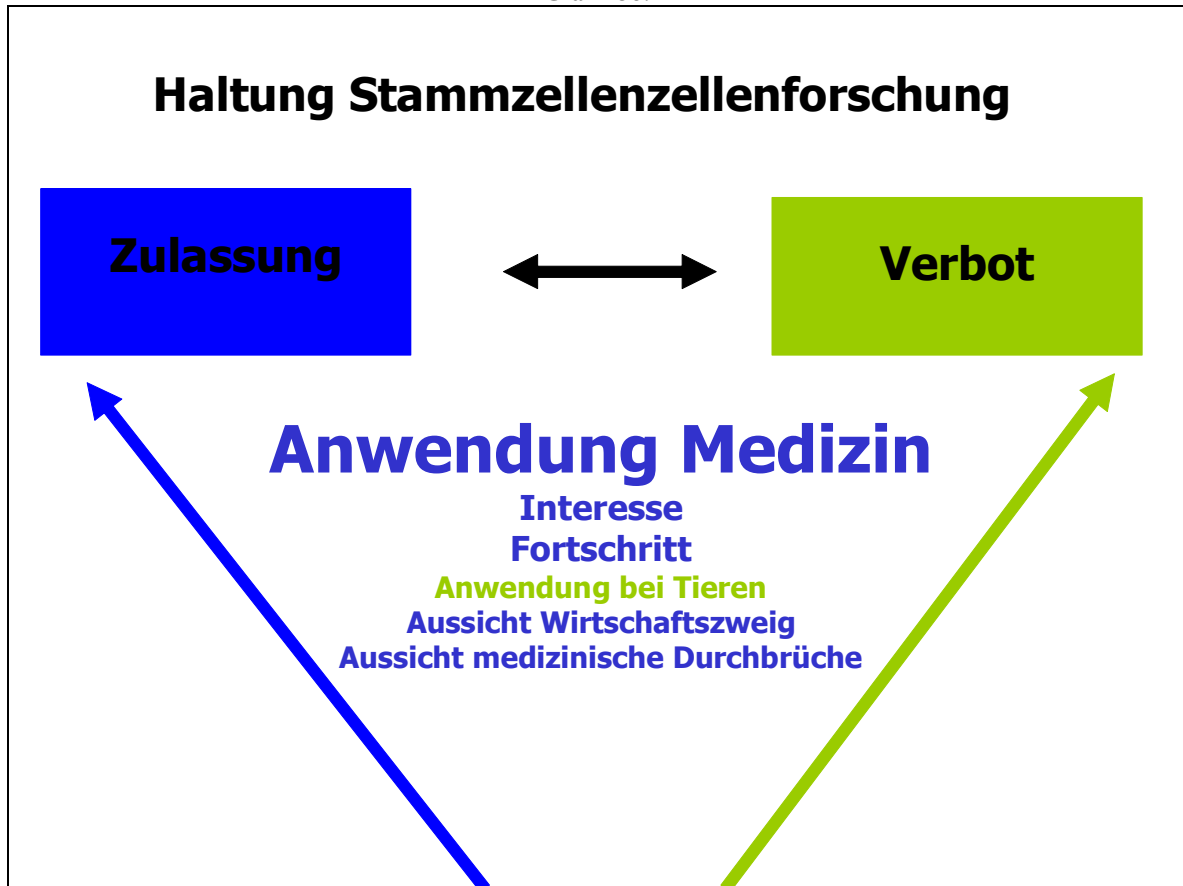 Haltung Stammzellenzellenforschung
Zulassung
Verbot
Anwendung Medizin
Interesse
Fortschritt
Anwendung bei Tieren
Aussicht Wirtschaftszweig
Aussicht medizinische Durchbrüche